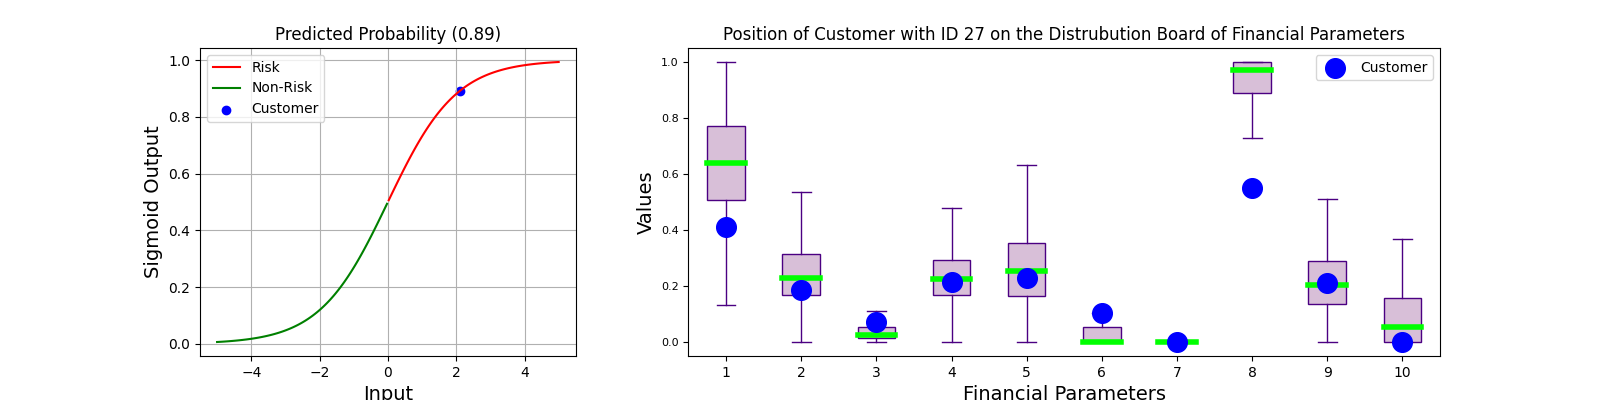 Predicted Probability (0.89)
Sigmoid Output
1.0
0.8
0.6
0.4
0.2
0.0
Risk
Non-Risk
Customer
−4
−2
0
2
4
Input
Position of Customer with ID 27 on the Distrubution Board of Financial Parameters
Values
1.0
0.8
0.6
0.4
0.2
0.0
Customer
1
2
3
4
5
6
7
8
9
10
Financial Parameters